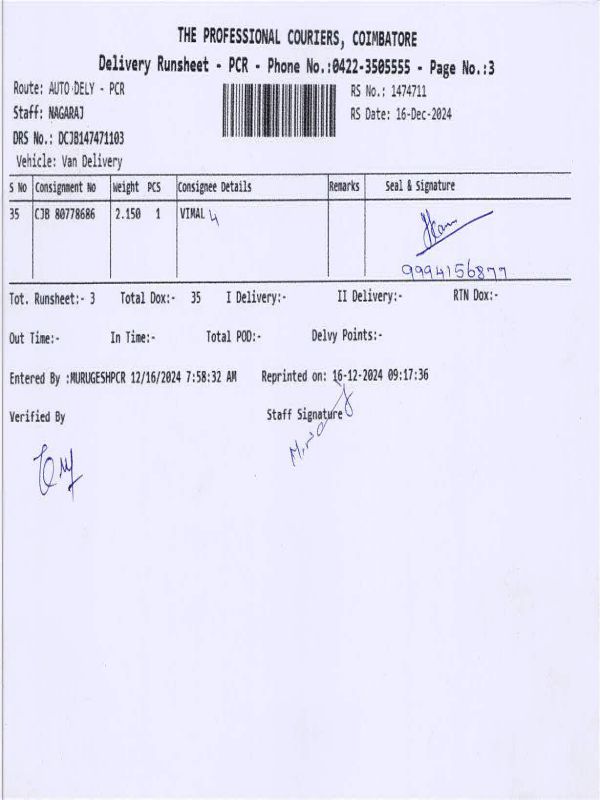 THE PROFESSIONAL COURIERS, COIMBATORE
Delivery Runsheet - PCR - Phone No.:0422-3505555 - Page No.:3
Route: AUTO DELY - PCR RS No.: 1474711
Staff: NAGARAJ RS Date: 16-Dec-2024
DRS No.: DCJB147471103
Vehicle: Van Delivery
S No Consignment No Weight PCS Consignee Details Remarks Seal & Signature
35 CJB 80778686 2.150 1 VIMAL 4
9994156877
Tot. Runsheet:- 3 Total Dox:- 35 I Delivery:- II Delivery:- RTN Dox:-
Out Time:- In Time:- Total POD:- Delvy Points:-
Entered By :MURUGESHPCR 12/16/2024 7:58:32 AM Reprinted on: 16-12-2024 09:17:36
Verified By Staff Signature